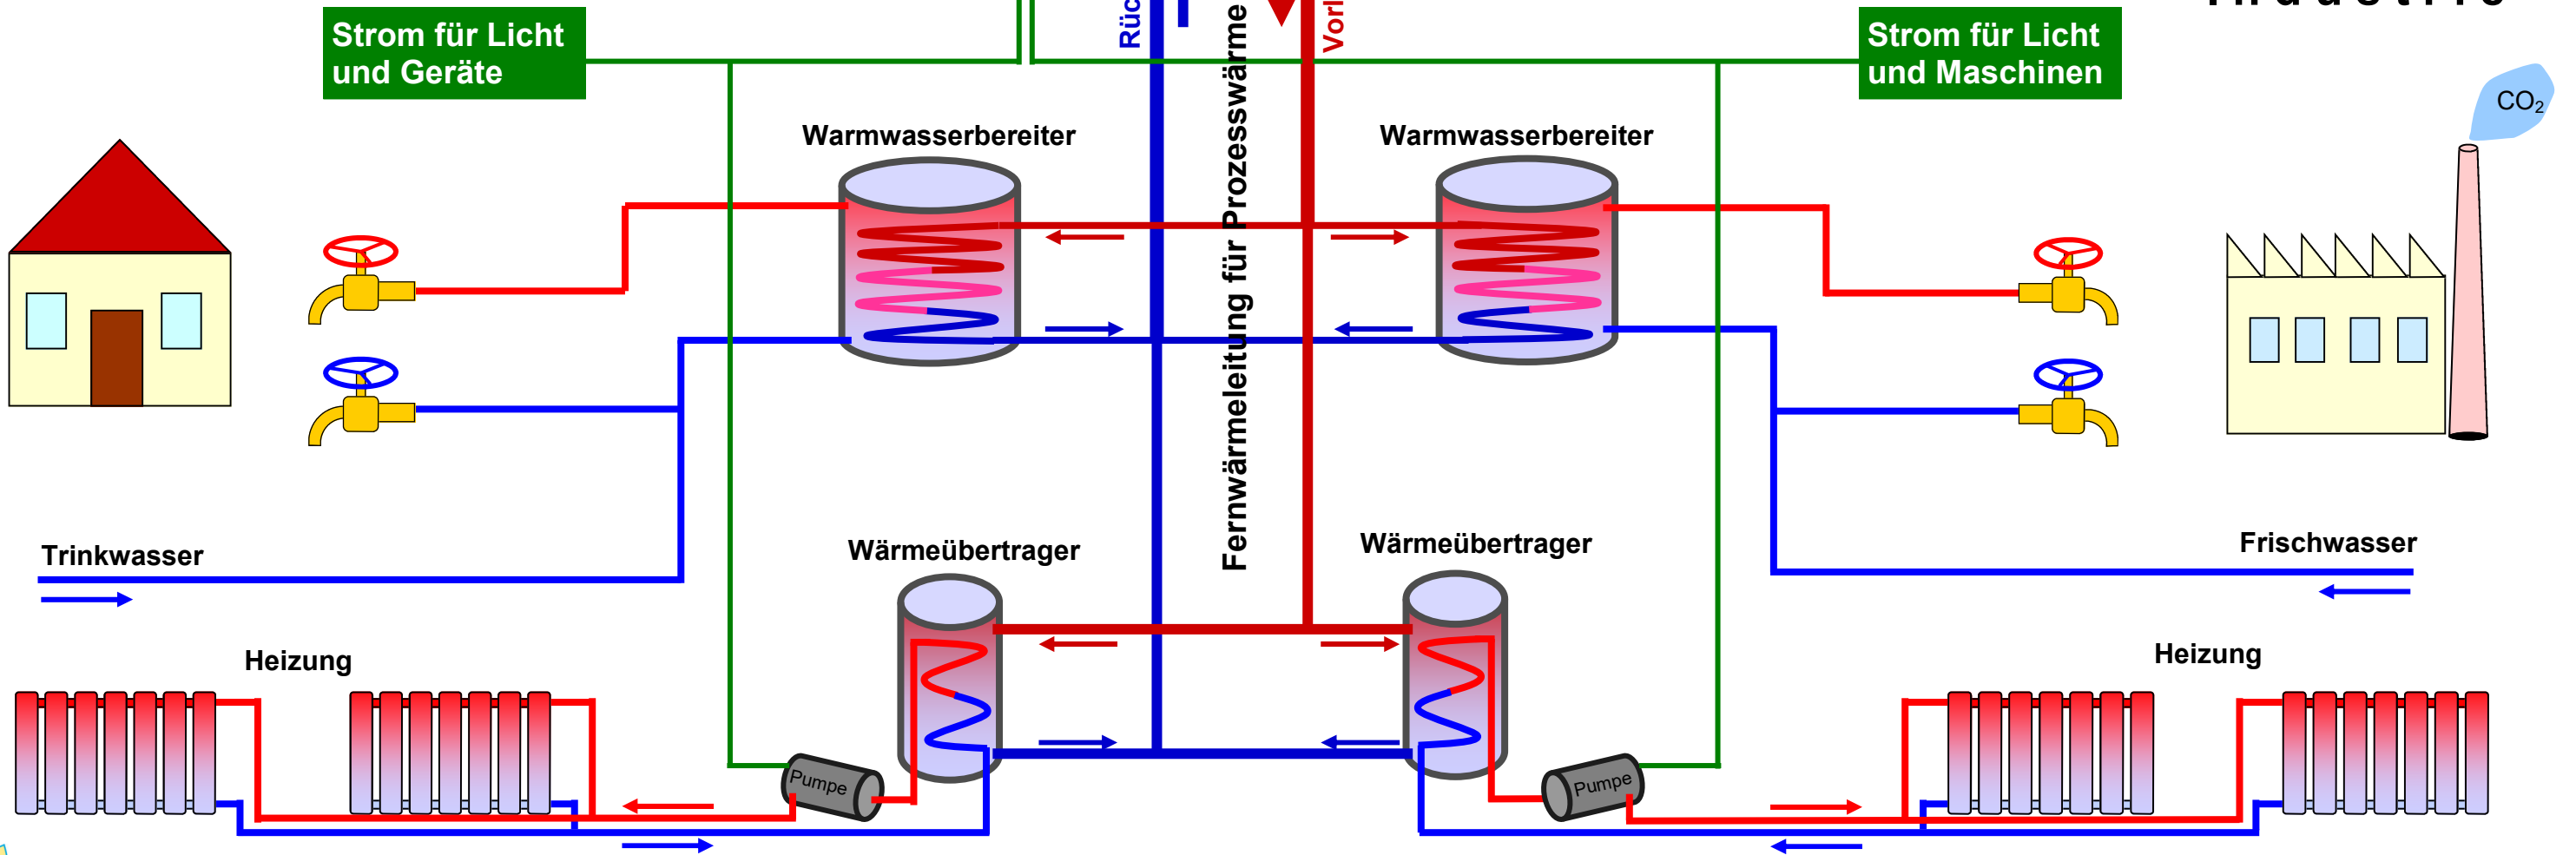 Strom für Licht
und Geräte
Strom für Licht
und Maschinen
CO₂
Warmwasserbereiter
Warmwasserbereiter
Fernwärmeleitung für Prozesswärme
Trinkwasser
Wärmeübertrager
Wärmeübertrager
Frischwasser
Heizung
Heizung
Pumpe
Pumpe